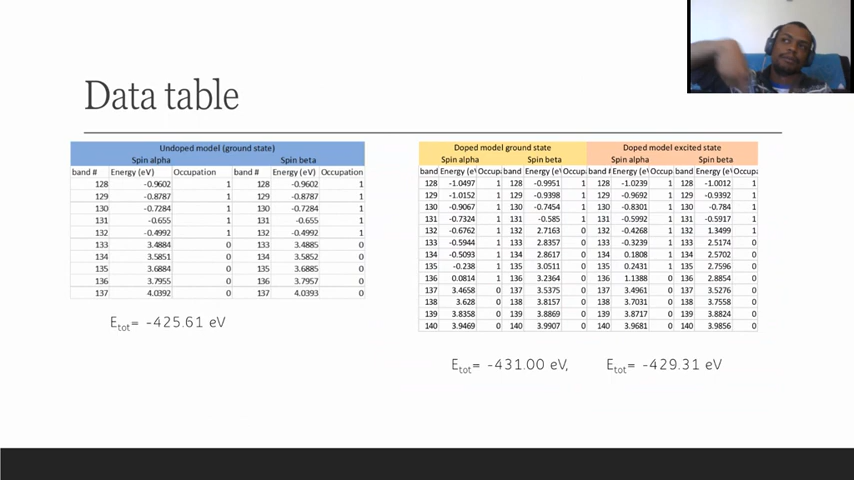 Data table
Undoped model (ground state)
Spin alpha Spin beta
band # Energy (eV) Occupation band # Energy (eV) Occupation
128 -0.9602 1 128 -0.9602 1
129 -0.8787 1 129 -0.8787 1
130 -0.7284 1 130 -0.7284 1
131 -0.655 1 131 -0.655 1
132 -0.4992 1 132 -0.4992 1
133 3.4884 0 133 3.4885 0
134 3.5851 0 134 3.5852 0
135 3.6884 0 135 3.6885 0
136 3.7955 0 136 3.7957 0
137 4.0392 0 137 4.0393 0
Etot= -425.61 eV
Doped model ground state Doped model excited state
Spin alpha Spin beta Spin alpha Spin beta
band Energy (e\ Occupa band Energy (e\ Occupa band # Energy (e\ Occup band Energy (e\ Occupa
128 -1.0497 1 128 -0.9951 1 128 -1.0239 1 128 -1.0012 1
129 -1.0152 1 129 -0.9398 1 129 -0.9692 1 129 -0.9392 1
130 -0.9067 1 130 -0.7454 1 130 -0.8301 1 130 -0.784 1
131 -0.7324 1 131 -0.585 1 131 -0.5992 1 131 -0.5917 1
132 -0.6762 1 132 2.7163 0 132 -0.4268 1 132 1.3499 1
133 -0.5944 1 133 2.8357 0 133 -0.3239 1 133 2.5174 0
134 -0.5093 1 134 2.8617 0 134 0.1808 1 134 2.5702 0
135 -0.238 1 135 3.0511 0 135 0.2431 1 135 2.7596 0
136 0.0814 1 136 3.2364 0 136 1.1388 0 136 2.8854 0
137 3.4658 0 137 3.5375 0 137 3.4961 0 137 3.5276 0
138 3.628 0 138 3.8157 0 138 3.7031 0 138 3.7558 0
139 3.8358 0 139 3.8869 0 139 3.8717 0 139 3.8824 0
140 3.9469 0 140 3.9907 0 140 3.9681 0 140 3.9856 0
Etot= -431.00 eV, Etot= -429.31 eV